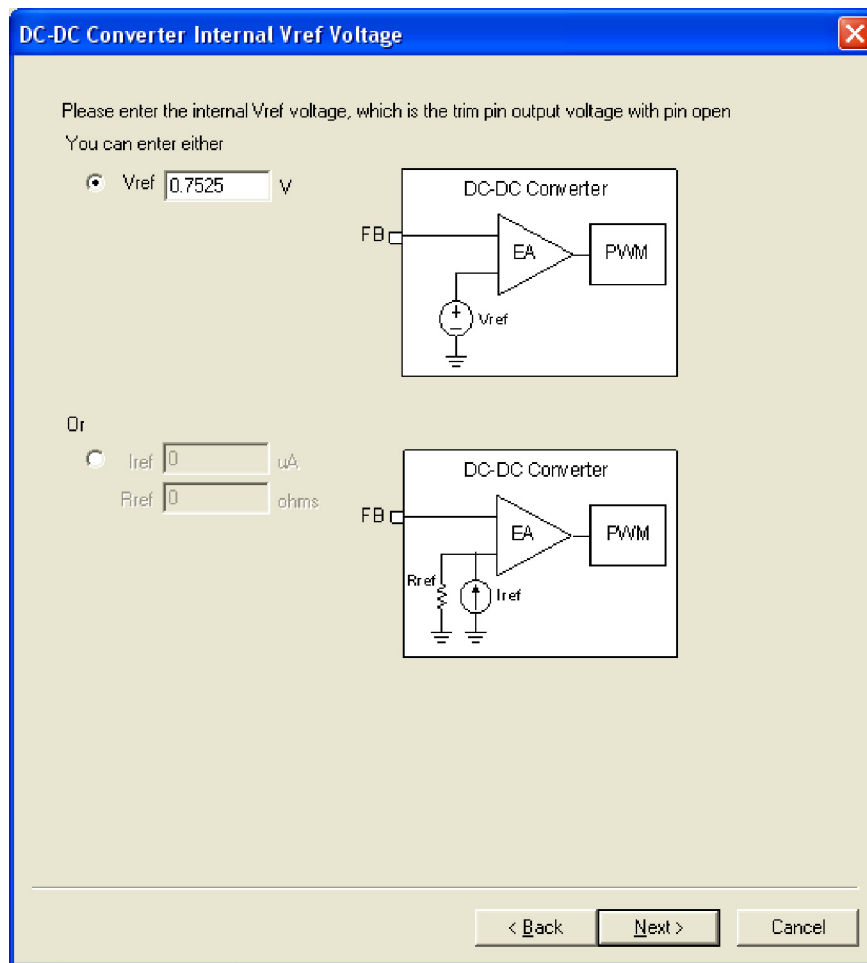 DC-DC Converter Internal Vref Voltage
Please enter the internal Vref voltage, which is the trim pin output voltage with pin open
You can enter either
Vref 0.7525 V
DC-DC Converter
FB
EA
PWM
Vref
Or
Iref 0 uA
Rref 0 ohms
DC-DC Converter
FB
EA
PWM
Rref
Iref
< Back
Next >
Cancel